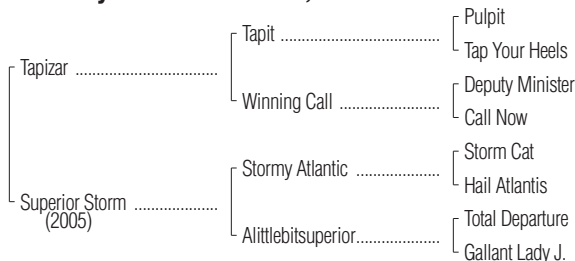 Tapizar
Superior Storm
(2005)
Tapit
Winning Call
Stormy Atlantic
Alittlebitsuperior
Pulpit
Tap Your Heels
Deputy Minister
Call Now
Storm Cat
Hail Atlantis
Total Departure
Gallant Lady J.